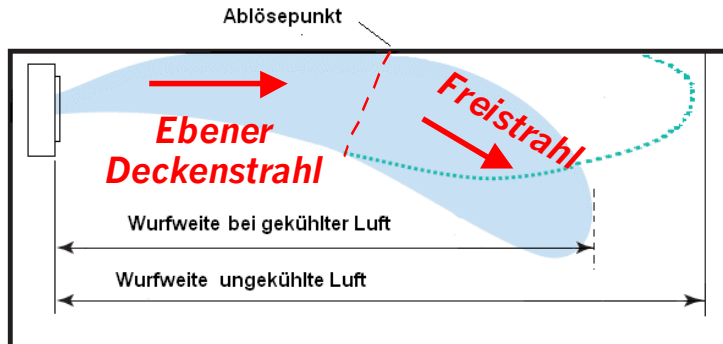 Ablösepunkt
Freistrahl
Ebener
Deckenstrahl
Wurfweite bei gekühlter Luft
Wurfweite ungekühlte Luft